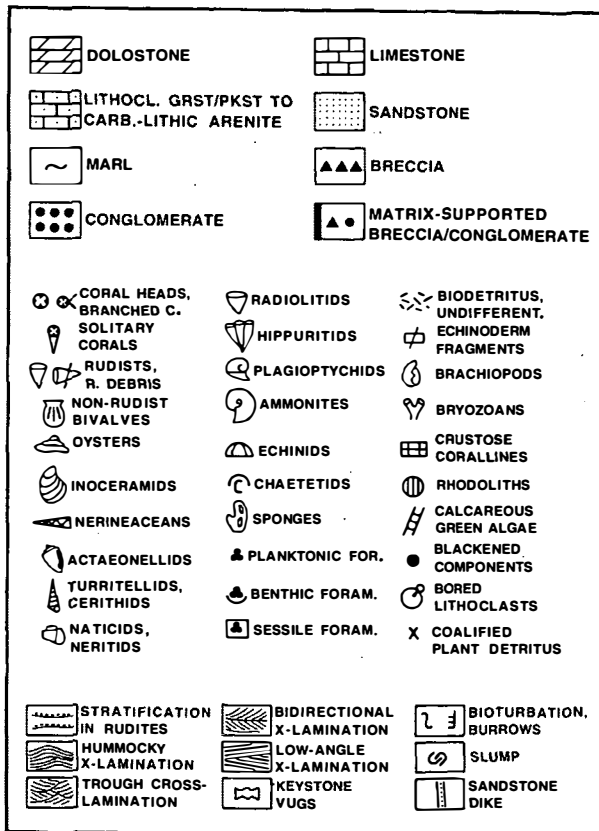 DOLOSTONE
LIMESTONE
LITHOCL. GRST/PKST TO
CARB.-LITHIC ARENITE
SANDSTONE
MARL
BRECCIA
CONGLOMERATE
MATRIX-SUPPORTED
BRECCIA/CONGLOMERATE
CORAL HEADS,
BRANCHED C.
SOLITARY
CORALS
RUDISTS,
R. DEBRIS
NON-RUDIST
BIVALVES
OYSTERS
INOCERAMIDS
NERINEACEANS
ACTAEONELLIDS
TURRITELLIDS,
CERITHIDS
NATICIDS,
NERITIDS
RADIOLITIDS
HIPPURITIDS
PLAGIOPTYCHIDS
AMMONITES
ECHINIDS
CHAETETIDS
SPONGES
PLANKTONIC FOR.
BENTHIC FORAM.
SESSILE FORAM.
BIODETRITUS,
UNDIFFERENT.
ECHINODERM
FRAGMENTS
BRACHIOPODS
BRYOZOANS
CRUSTOSE
CORALLINES
RHODOLITHS
CALCAREOUS
GREEN ALGAE
BLACKENED
COMPONENTS
BORED
LITHOCLASTS
COALIFIED
PLANT DETRITUS
STRATIFICATION
IN RUDITES
HUMMOCKY
X-LAMINATION
TROUGH CROSS-
LAMINATION
BIDIRECTIONAL
X-LAMINATION
LOW-ANGLE
X-LAMINATION
KEYSTONE
VUGS
BIOTURBATION,
BURROWS
SLUMP
SANDSTONE
DIKE